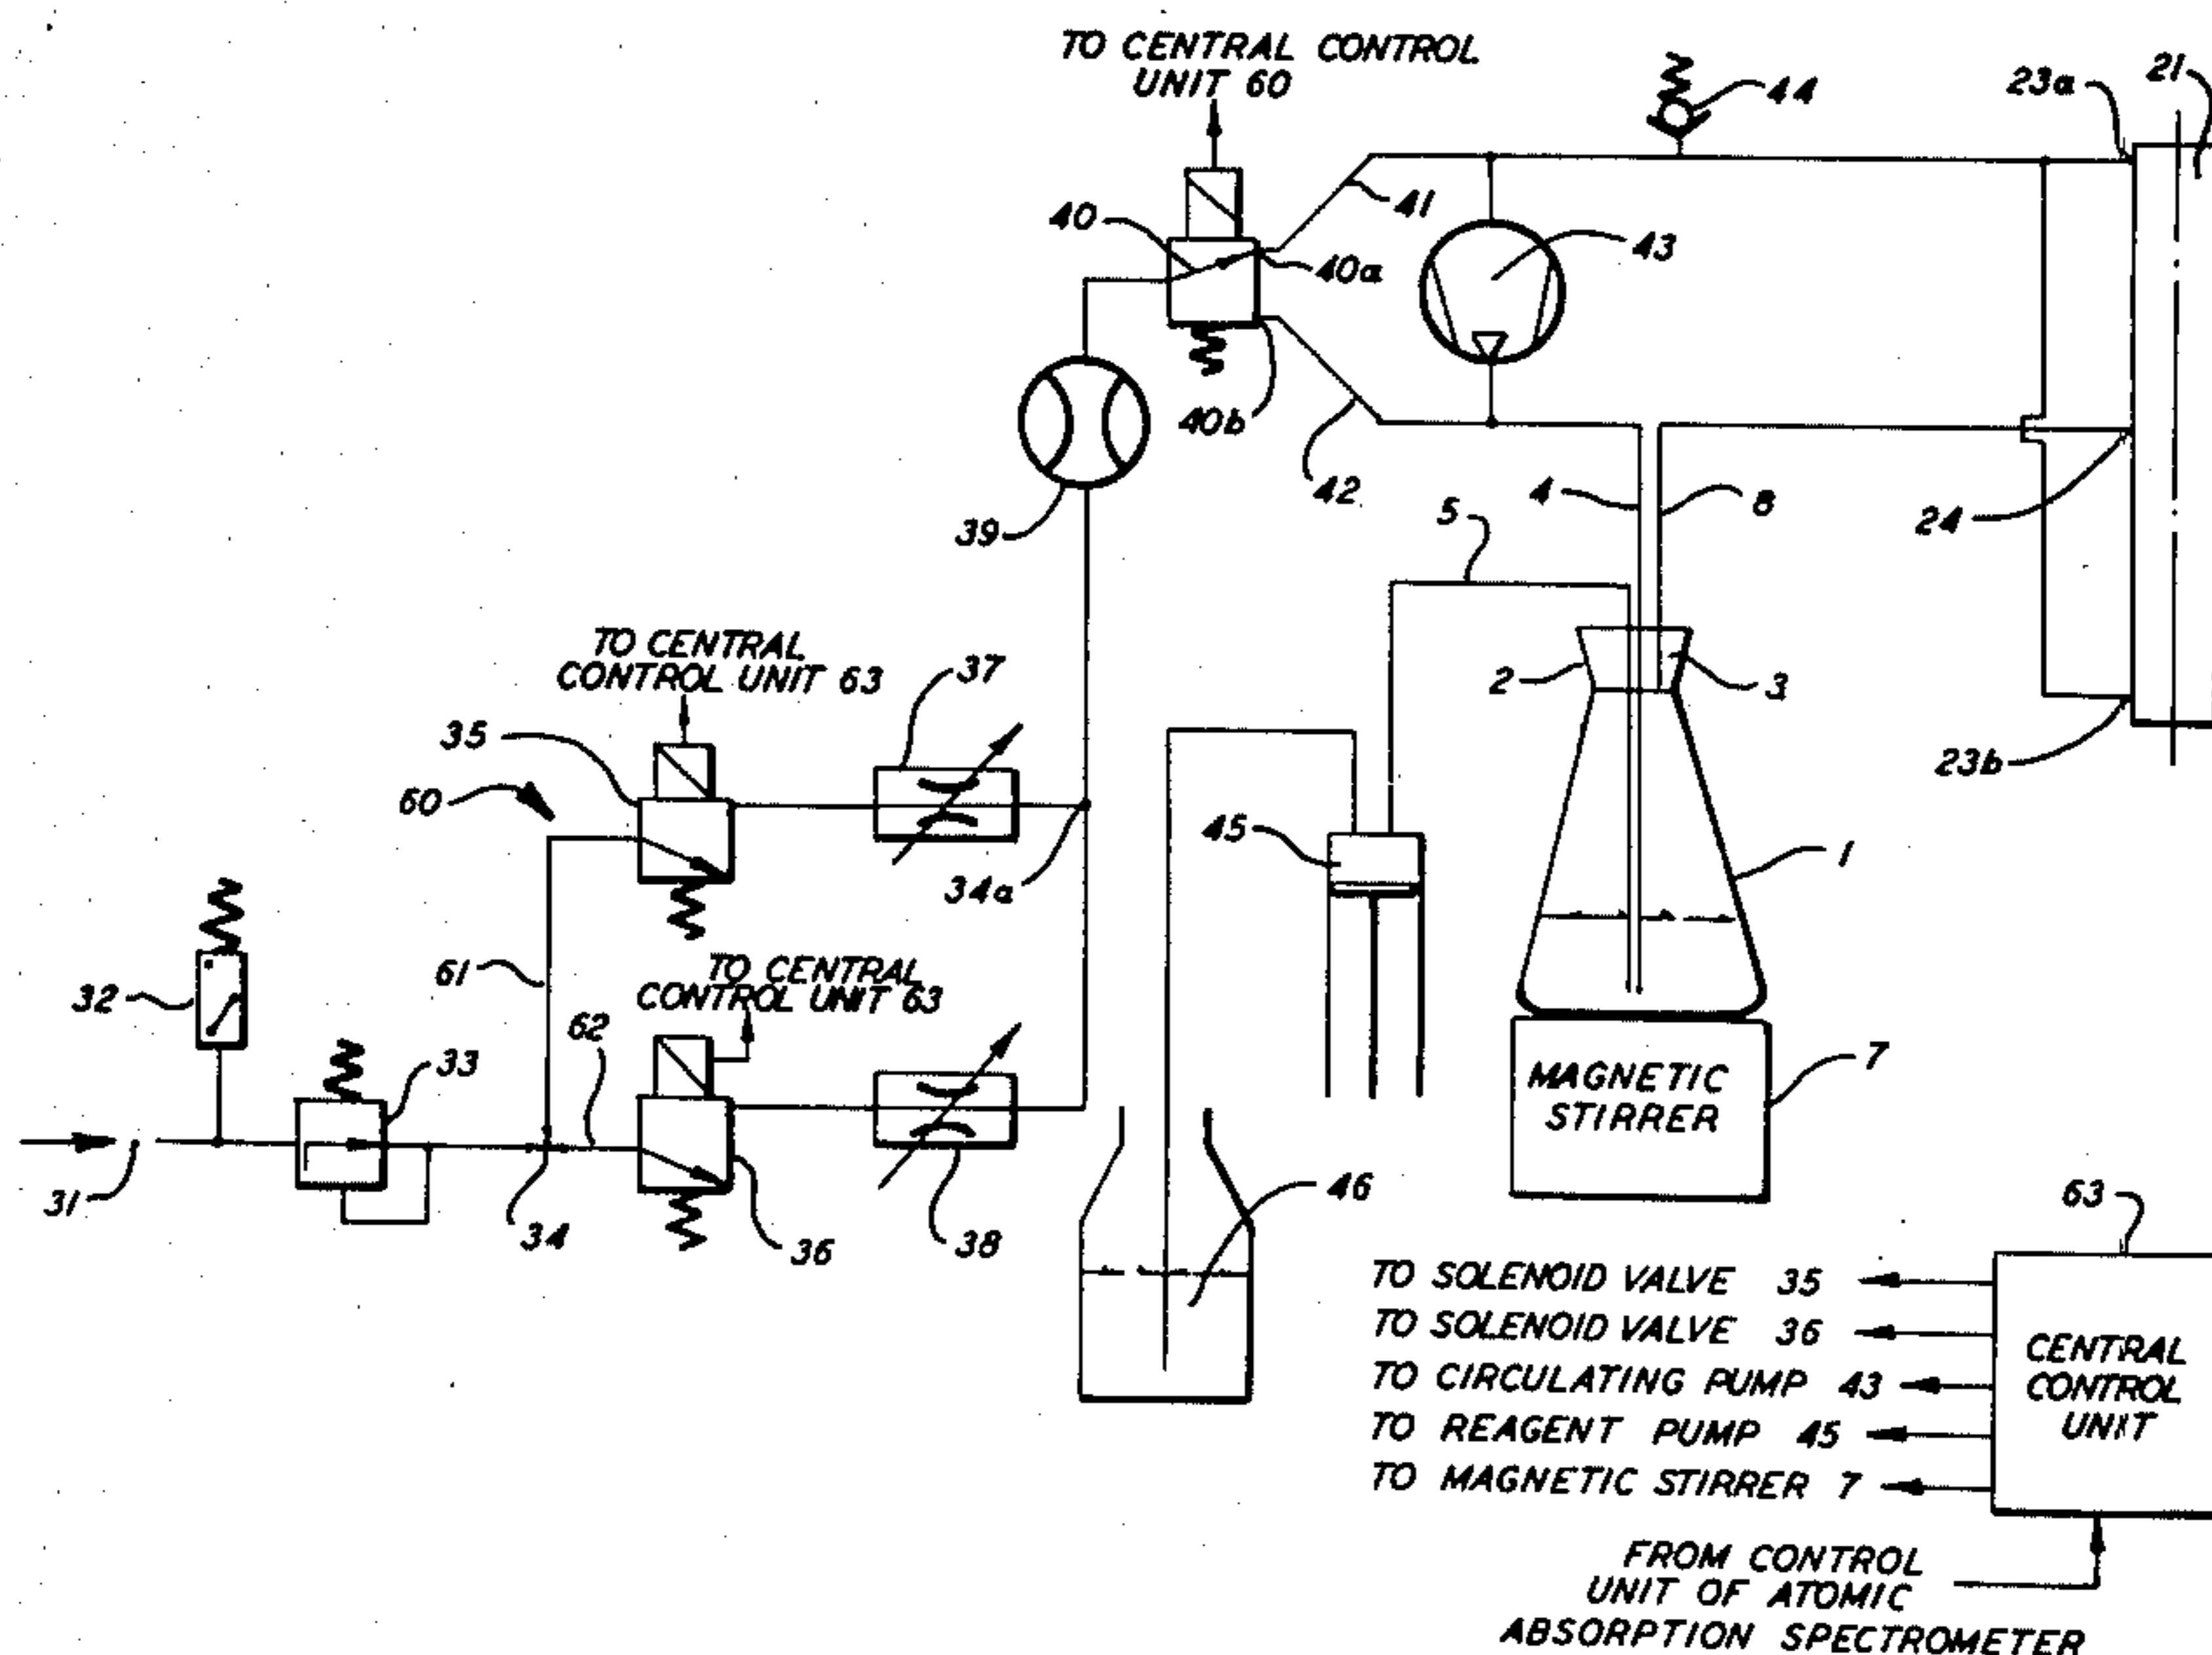 TO CENTRAL CONTROL
UNIT 60
44
23a
21
40
41
43
40a
40b
42
39
4
8
5
24
TO CENTRAL
CONTROL UNIT 63
37
2
3
35
60
23b
45
1
34a
61
TO CENTRAL
CONTROL UNIT 63
32
62
33
7
MAGNETIC
STIRRER
31
34
36
38
46
63
TO SOLENOID VALVE 35
TO SOLENOID VALVE 36
TO CIRCULATING PUMP 43
TO REAGENT PUMP 45
TO MAGNETIC STIRRER 7
CENTRAL
CONTROL
UNIT
FROM CONTROL
UNIT OF ATOMIC
ABSORPTION SPECTROMETER